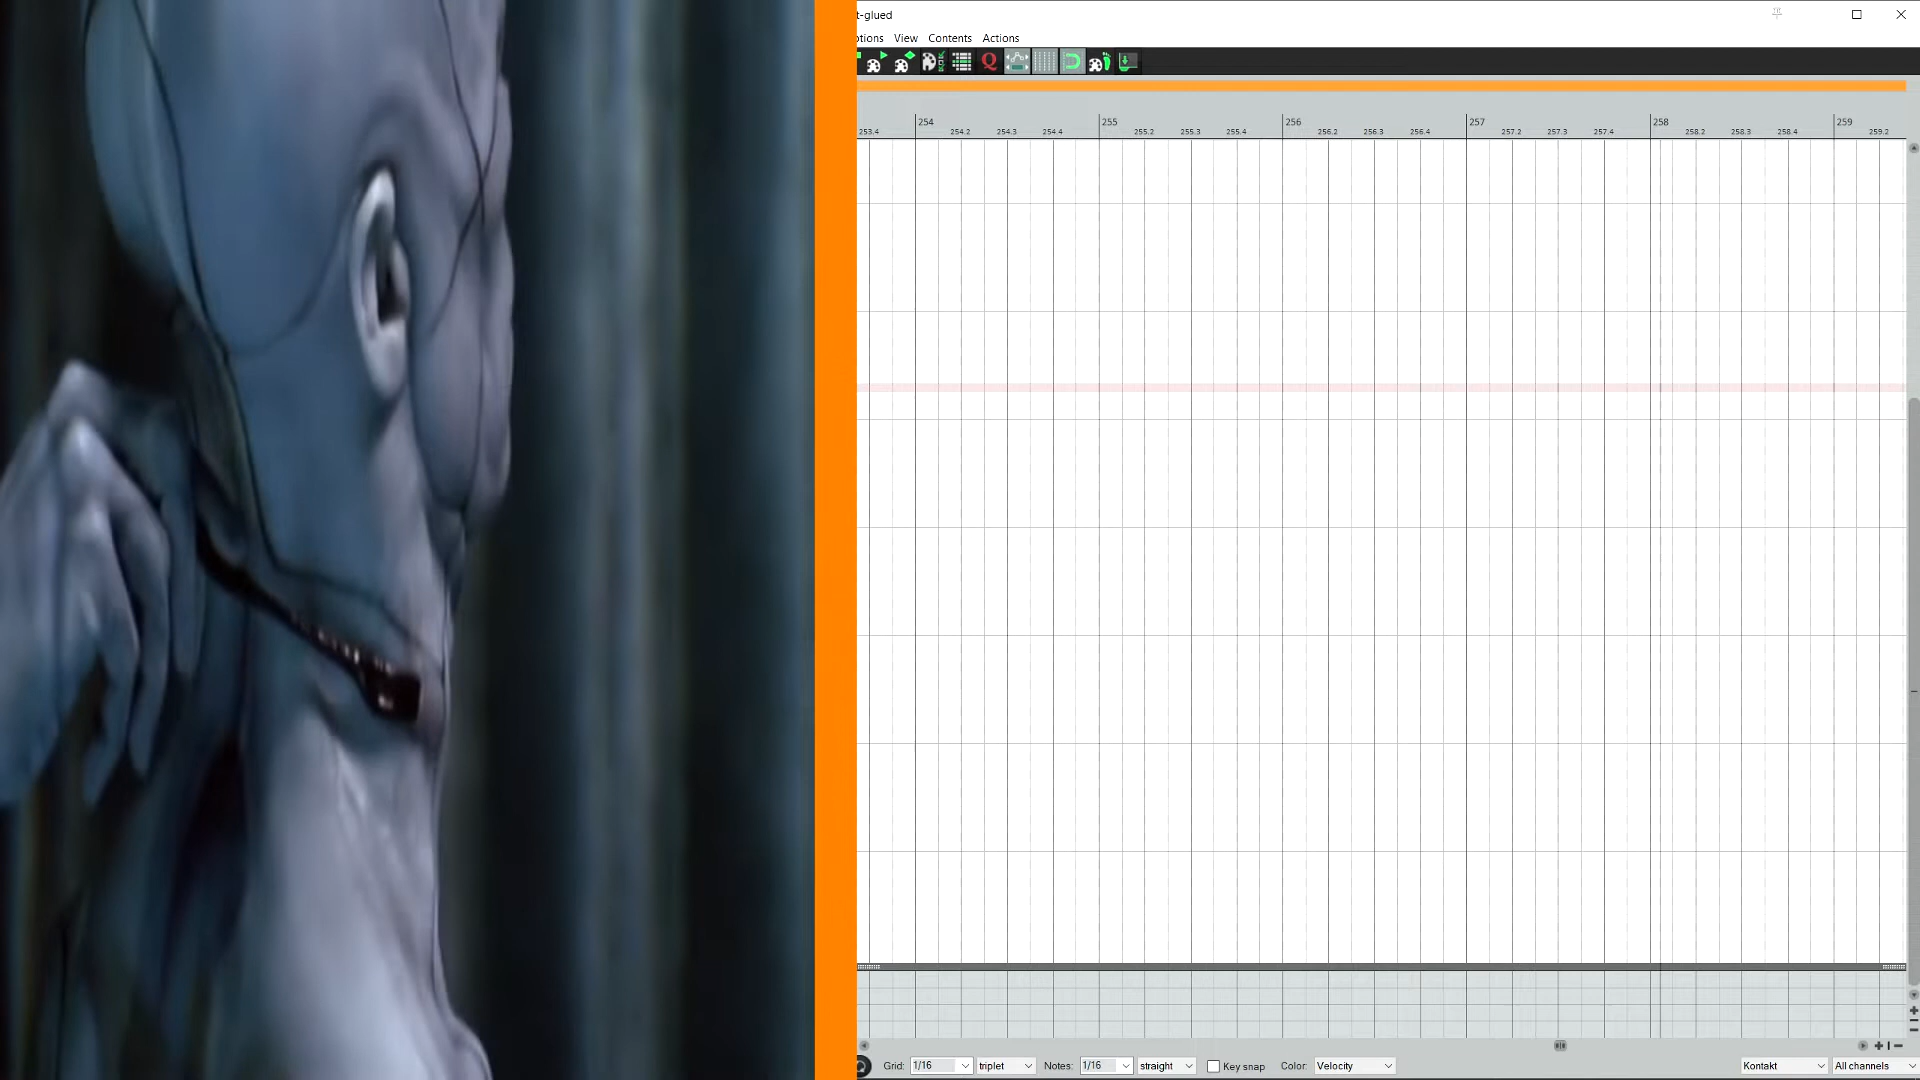 t-glued
ptions View Contents Actions
Q
254 255 256 257 258 259
253.4 254.2 254.3 254.4 255.2 255.3 255.4 256.2 256.3 256.4 257.2 257.3 257.4 258.2 258.3 258.4 259.2
Grid: 1/16 triplet Notes: 1/16 straight Key snap Color: Velocity Kontakt All channels